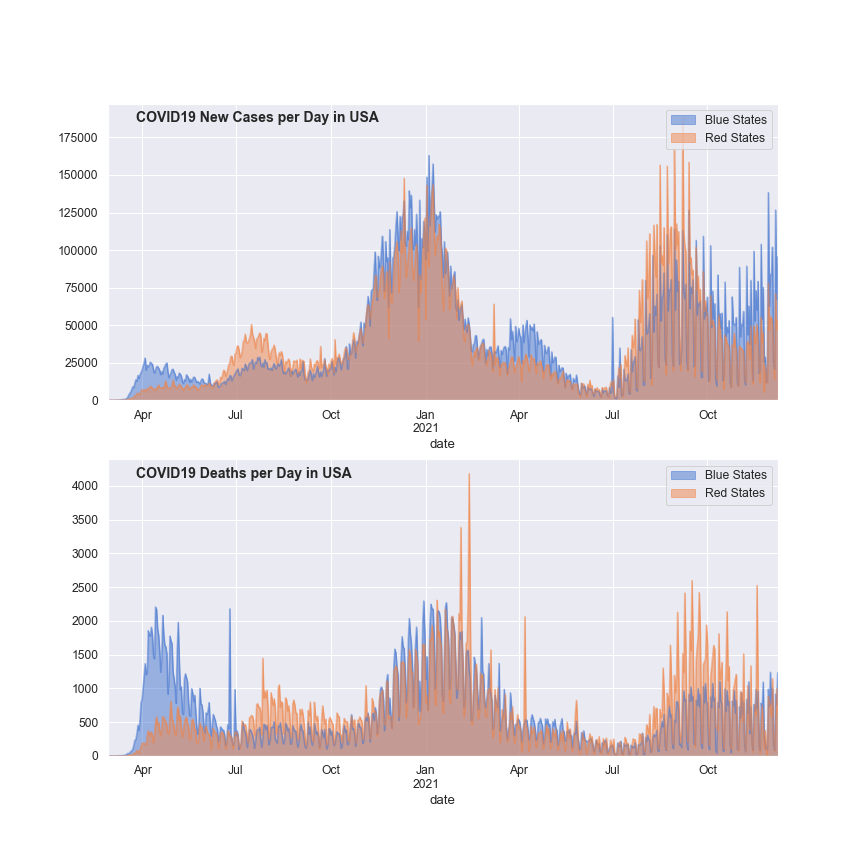 COVID19 New Cases per Day in USA
Blue States
Red States
175000
150000
125000
100000
75000
50000
25000
0
Apr Jul Oct Jan Apr Jul Oct
2021
date
COVID19 Deaths per Day in USA
Blue States
Red States
4000
3500
3000
2500
2000
1500
1000
500
0
Apr Jul Oct Jan Apr Jul Oct
2021
date